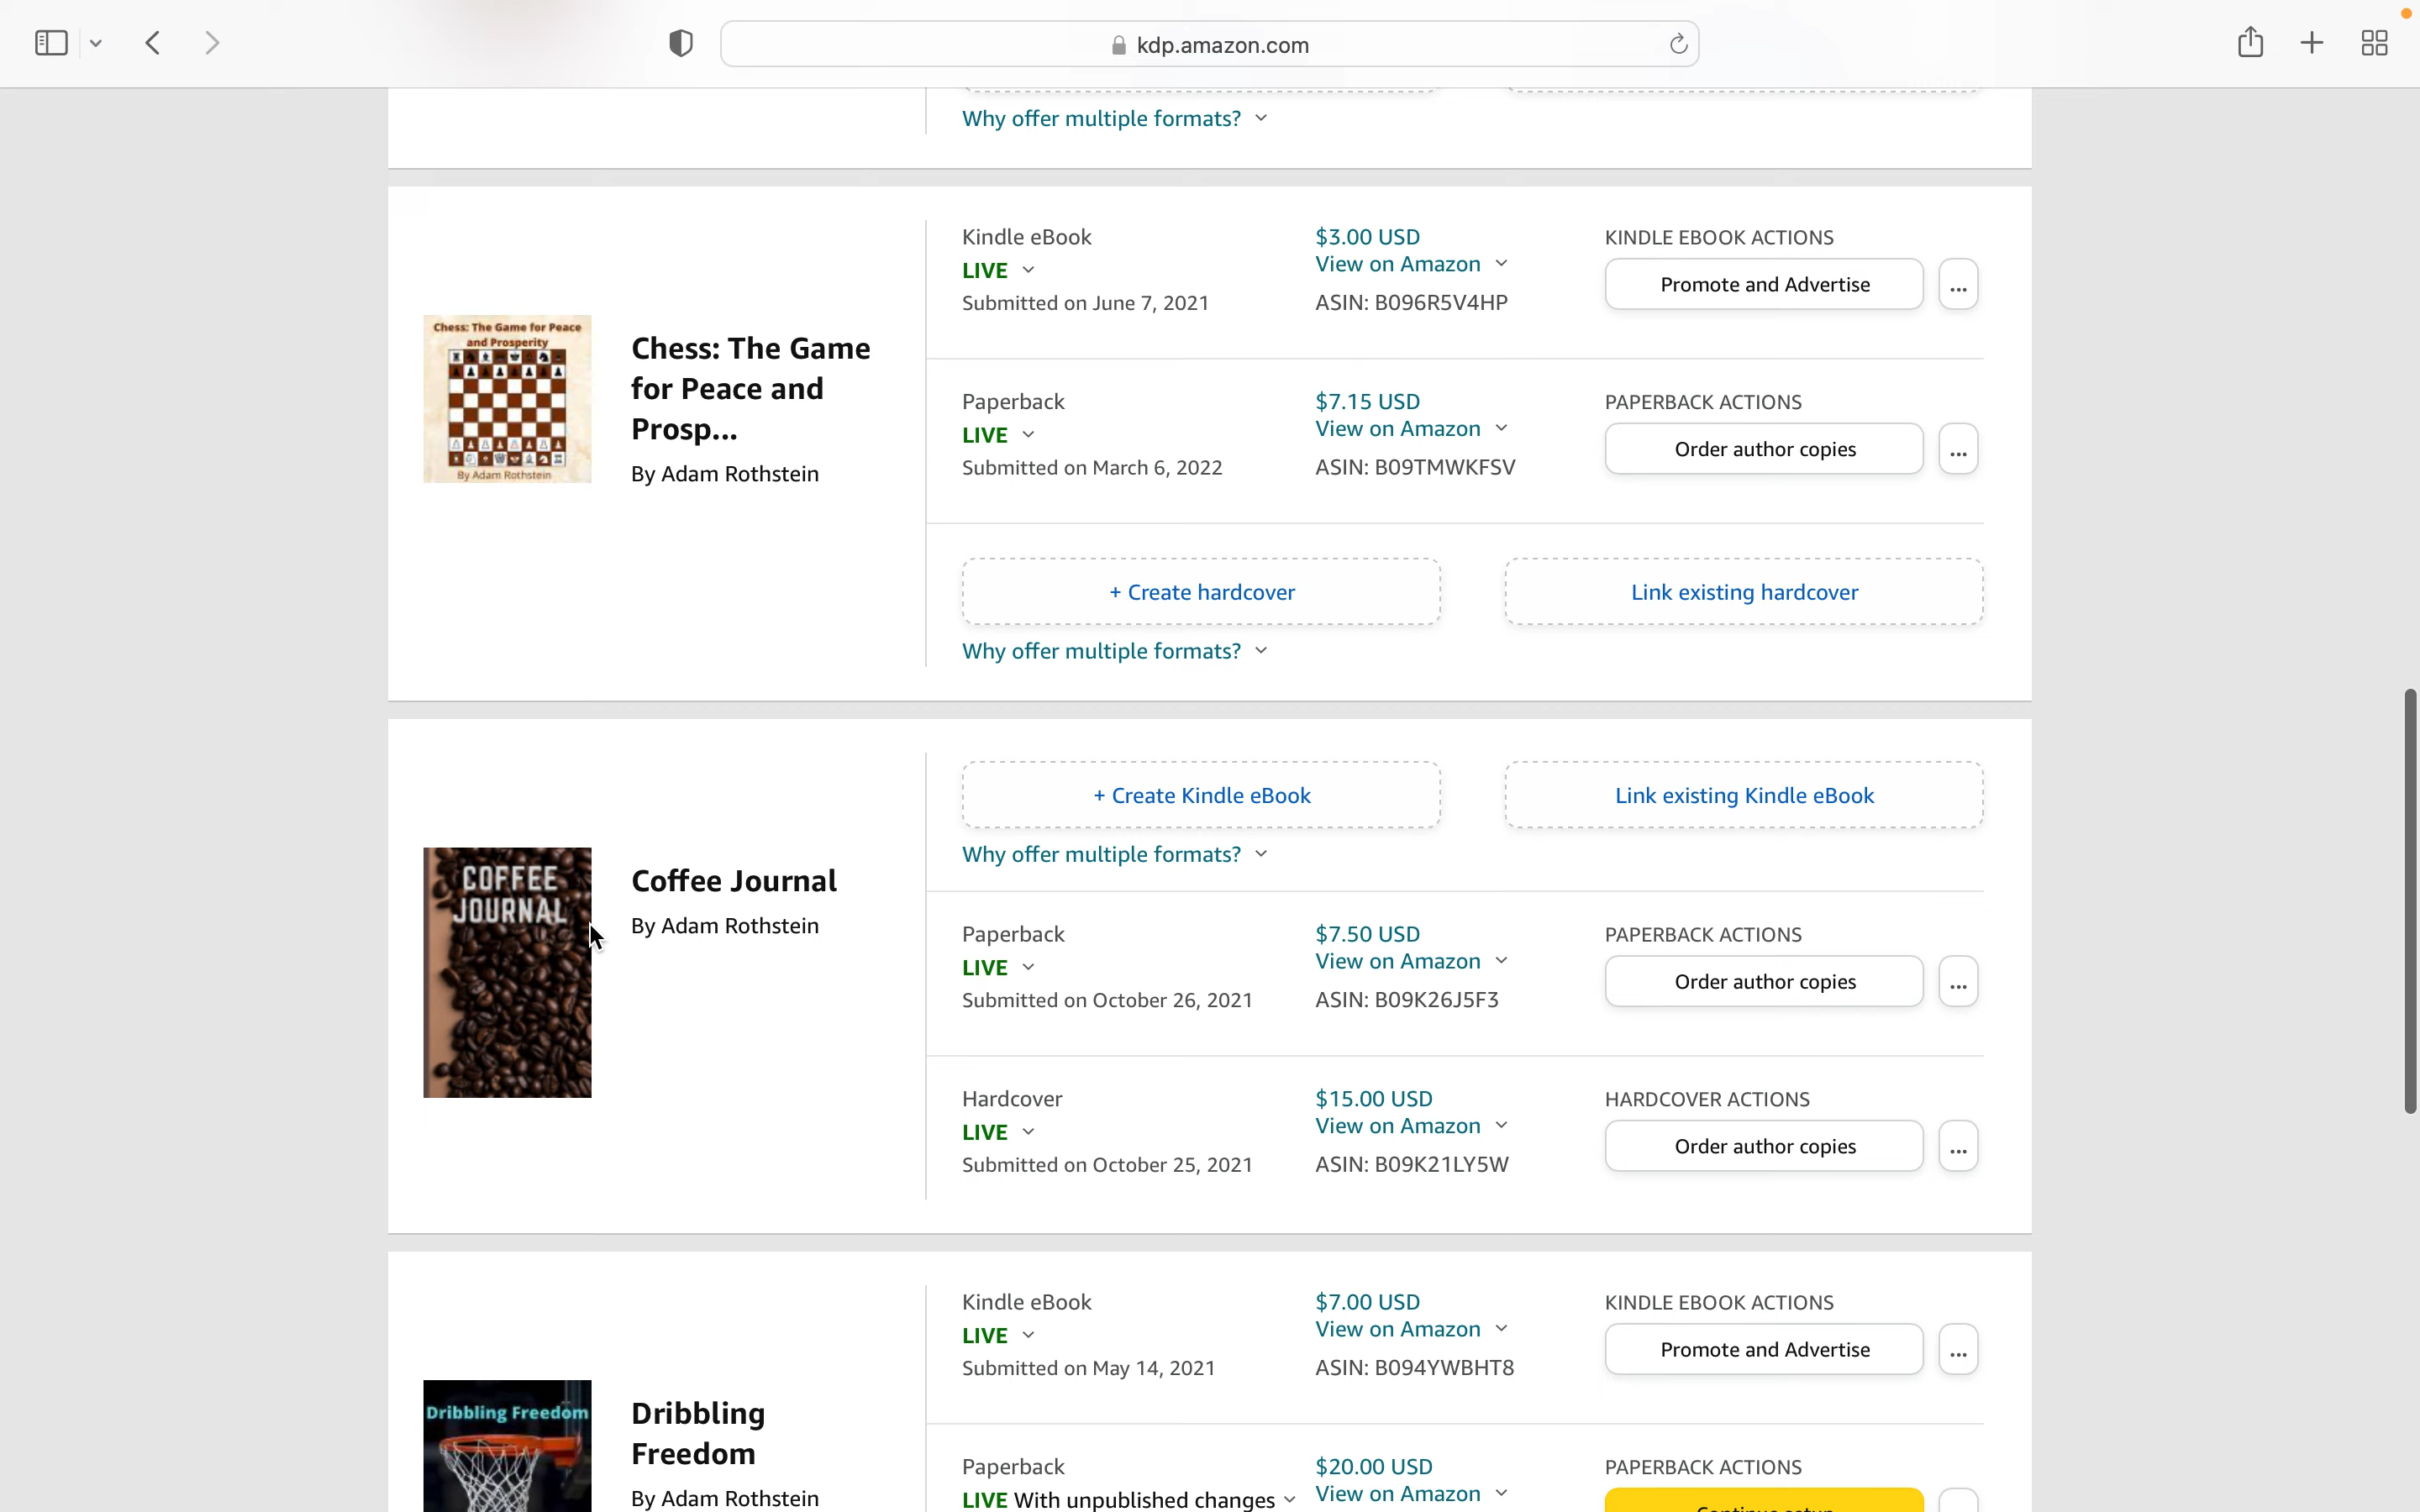 kdp.amazon.com
Why offer multiple formats?
Chess: The Game for Peace
and Prosperity
By Adam Rothstein
Chess: The Game
for Peace and
Prosp...
By Adam Rothstein
Kindle eBook
LIVE
Submitted on June 7, 2021
$3.00 USD
View on Amazon
ASIN: B096R5V4HP
KINDLE EBOOK ACTIONS
Promote and Advertise
...
Paperback
LIVE
Submitted on March 6, 2022
$7.15 USD
View on Amazon
ASIN: B09TMWKFSV
PAPERBACK ACTIONS
Order author copies
...
+ Create hardcover
Link existing hardcover
Why offer multiple formats?
COFFEE
JOURNAL
Coffee Journal
By Adam Rothstein
+ Create Kindle eBook
Link existing Kindle eBook
Why offer multiple formats?
Paperback
LIVE
Submitted on October 26, 2021
$7.50 USD
View on Amazon
ASIN: B09K26J5F3
PAPERBACK ACTIONS
Order author copies
...
Hardcover
LIVE
Submitted on October 25, 2021
$15.00 USD
View on Amazon
ASIN: B09K21LY5W
HARDCOVER ACTIONS
Order author copies
...
Dribbling Freedom
Dribbling
Freedom
By Adam Rothstein
Kindle eBook
LIVE
Submitted on May 14, 2021
$7.00 USD
View on Amazon
ASIN: B094YWBHT8
KINDLE EBOOK ACTIONS
Promote and Advertise
...
Paperback
LIVE With unpublished changes
$20.00 USD
View on Amazon
PAPERBACK ACTIONS
Continue setup